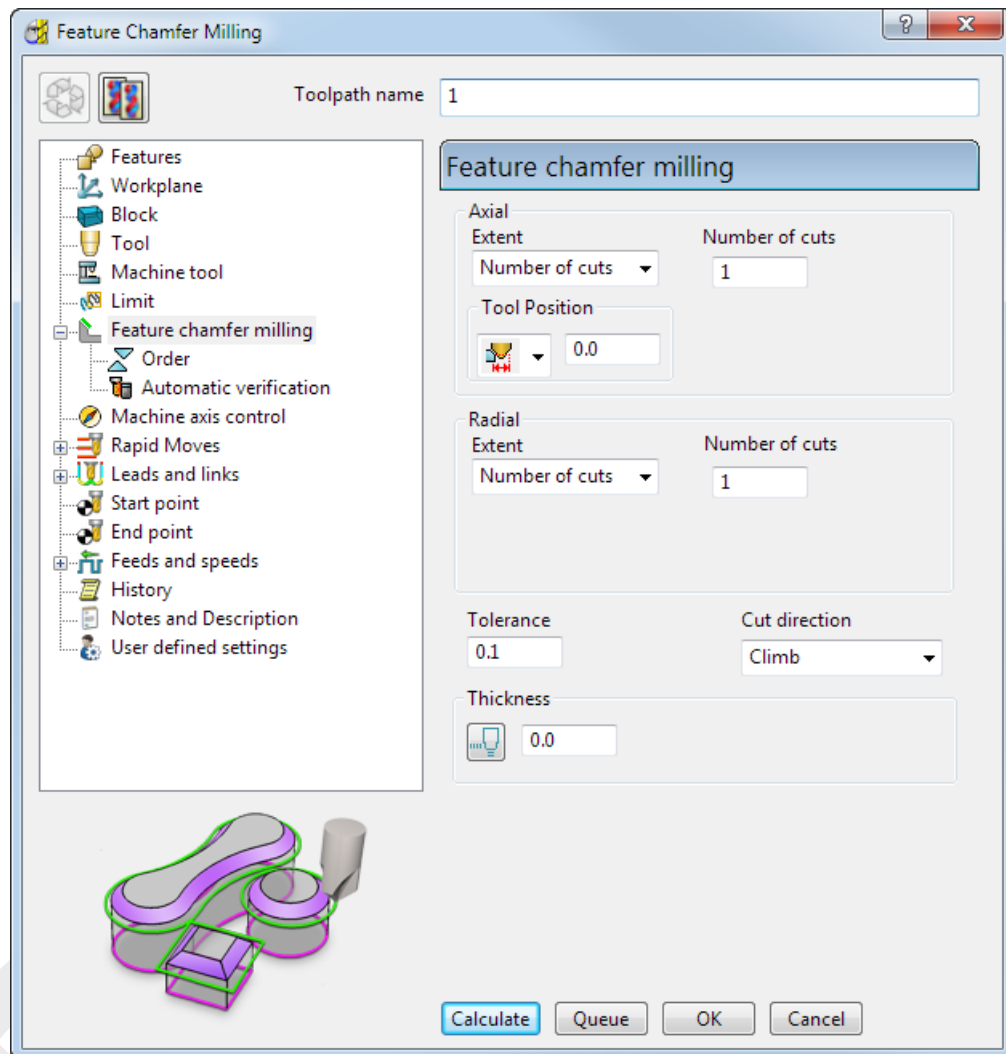 Feature Chamfer Milling
Toolpath name 1
Features
Workplane
Block
Tool
Machine tool
Limit
Feature chamfer milling
Order
Automatic verification
Machine axis control
Rapid Moves
Leads and links
Start point
End point
Feeds and speeds
History
Notes and Description
User defined settings
Feature chamfer milling
Axial
Extent Number of cuts
Number of cuts 1
Tool Position
0.0
Radial
Extent Number of cuts
Number of cuts 1
Tolerance Cut direction
0.1 Climb
Thickness
0.0
Calculate Queue OK Cancel